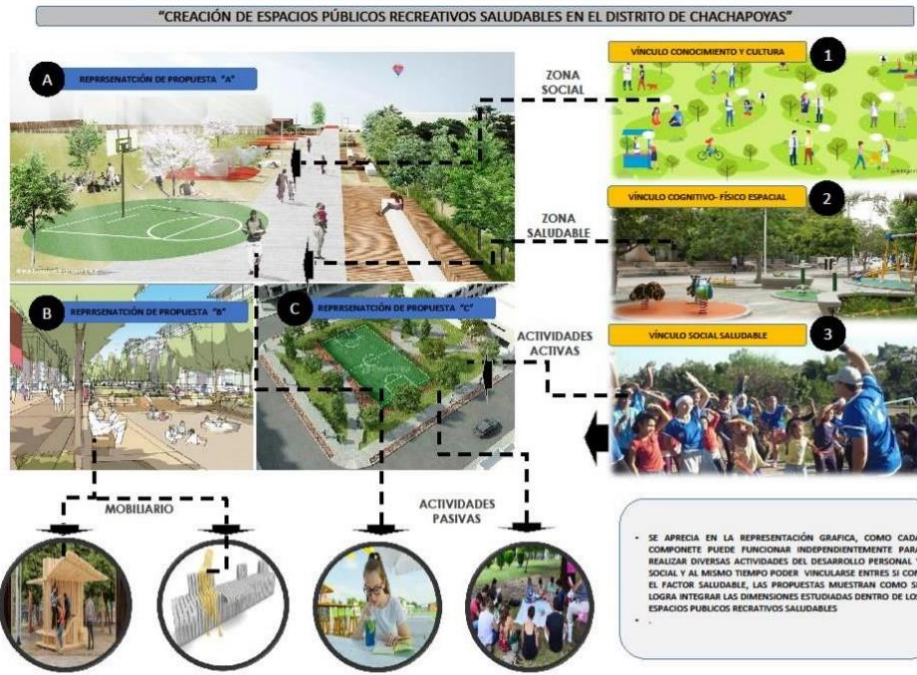 "CREACIÓN DE ESPACIOS PÚBLICOS RECREATIVOS SALUDABLES EN EL DISTRITO DE CHACHAPOYAS"
A
REPRRSENATCIÓN DE PROPUESTA "A"
ZONA
SOCIAL
VÍNCULO CONOCIMIENTO Y CULTURA
1
ZONA
SALUDABLE
VÍNCULO COGNITIVO- FÍSICO ESPACIAL
2
B
REPRRSENATCIÓN DE PROPUESTA "B"
C
REPRRSENATCIÓN DE PROPUESTA "C"
ACTIVIDADES
ACTIVAS
VÍNCULO SOCIAL SALUDABLE
3
MOBILIARIO
ACTIVIDADES
PASIVAS
• SE APRECIA EN LA REPRESENTACIÓN GRAFICA, COMO CADA
COMPONETE PUEDE FUNCIONAR INDEPENDIENTEMENTE PARA
REALIZAR DIVERSAS ACTIVIDADES DEL DESARROLLO PERSONAL Y
SOCIAL Y AL MISMO TIEMPO PODER VINCULARSE ENTRES SI CON
EL FACTOR SALUDABLE, LAS PROPUESTAS MUESTRAN COMO SE
LOGRA INTEGRAR LAS DIMENSIONES ESTUDIADAS DENTRO DE LOS
ESPACIOS PUBLICOS RECRATIVOS SALUDABLES
• .